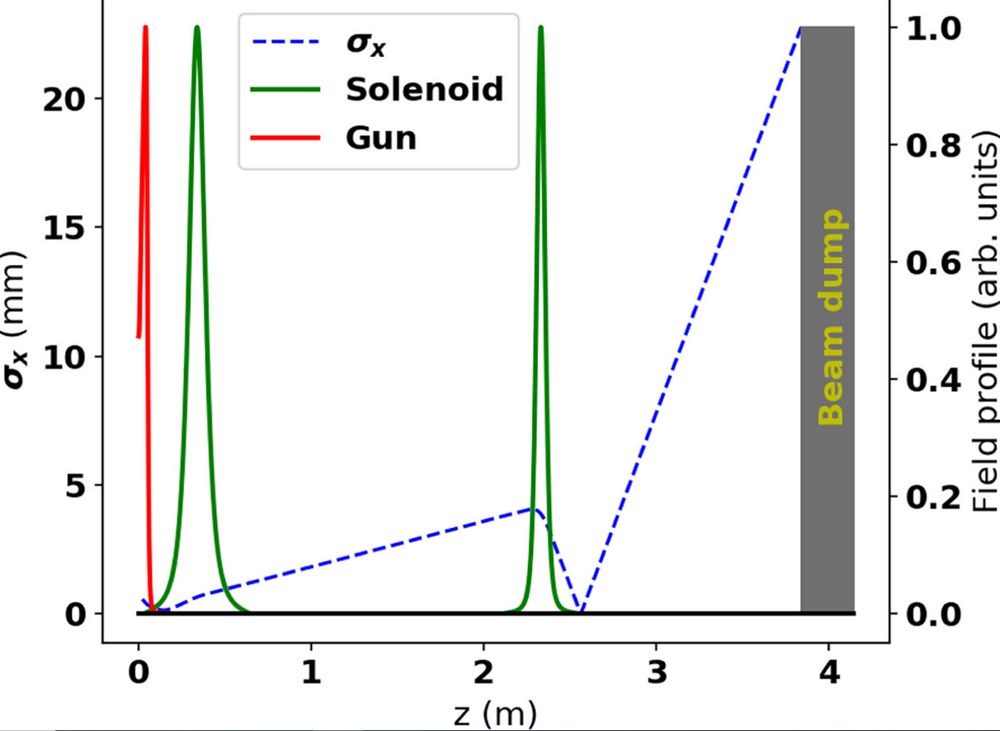 σx
Solenoid
Gun
20
15
10
5
0
σx (mm)
1.0
0.8
0.6
0.4
0.2
0.0
Field profile (arb. units)
Beam dump
0 1 2 3 4
z (m)